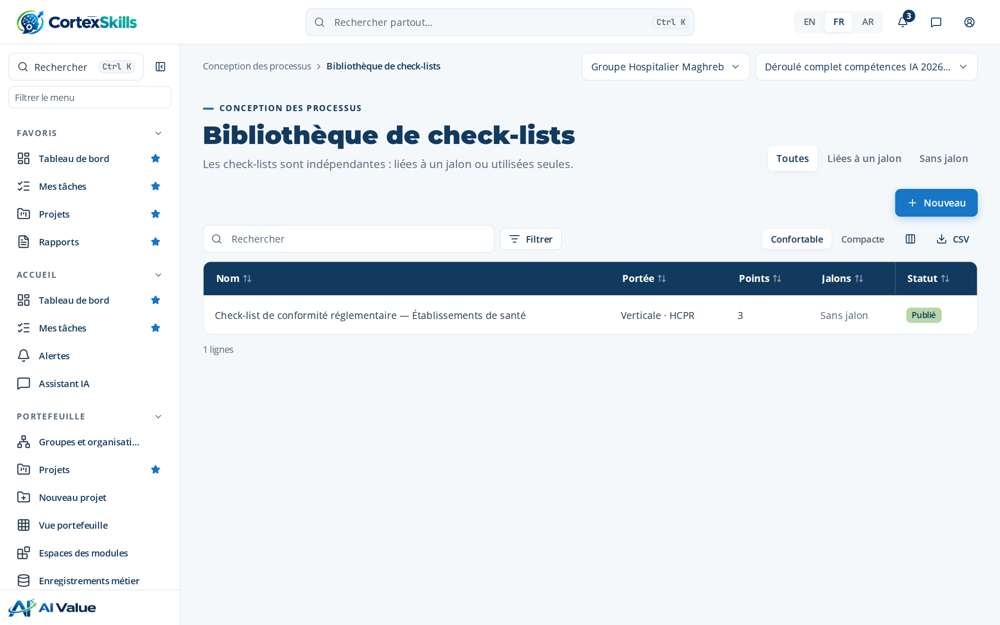 CortexSkills
Rechercher partout...
Ctrl K
EN
FR
AR
3
Rechercher
Ctrl K
Filtrer le menu
FAVORIS
Tableau de bord
Mes tâches
Projets
Rapports
ACCUEIL
Tableau de bord
Mes tâches
Alertes
Assistant IA
PORTEFEUILLE
Groupes et organisati...
Projets
Nouveau projet
Vue portefeuille
Espaces des modules
Enregistrements métier
AI Value
Conception des processus > Bibliothèque de check-lists
Groupe Hospitalier Maghreb
Déroulé complet compétences IA 2026...
CONCEPTION DES PROCESSUS
Bibliothèque de check-lists
Les check-lists sont indépendantes : liées à un jalon ou utilisées seules.
Toutes
Liées à un jalon
Sans jalon
Nouveau
Rechercher
Filtrer
Confortable
Compacte
CSV
Nom
Portée
Points
Jalons
Statut
Check-list de conformité réglementaire — Établissements de santé
Verticale · HCPR
3
Sans jalon
Publié
1 lignes